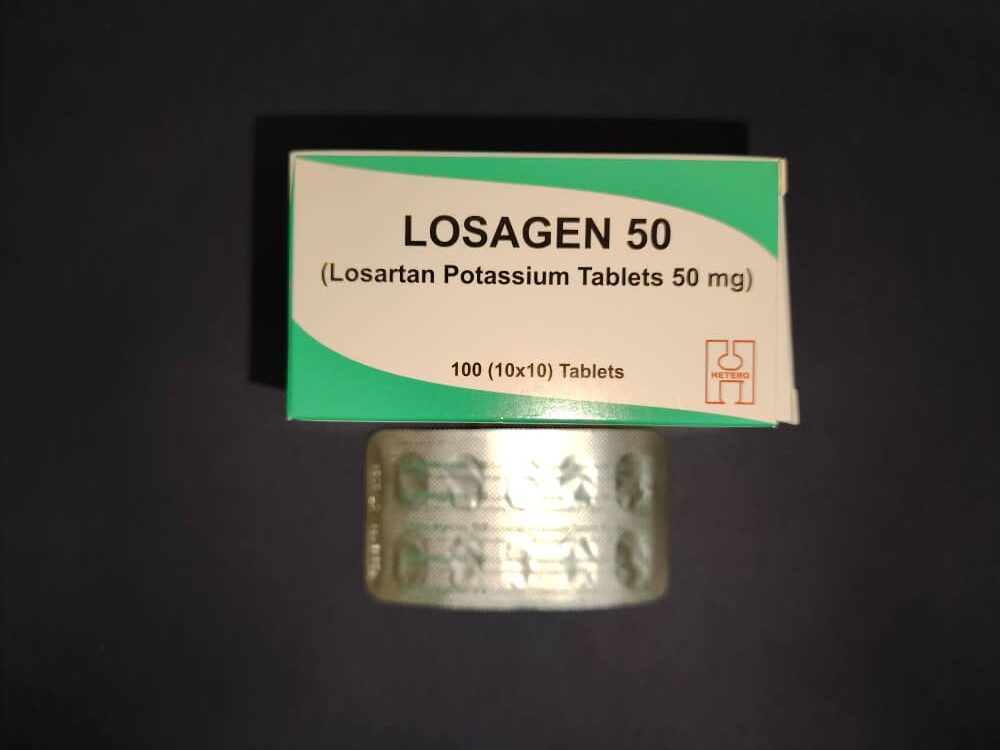 LOSAGEN 50
(Losartan Potassium Tablets 50 mg)
100 (10x10) Tablets
HETERO